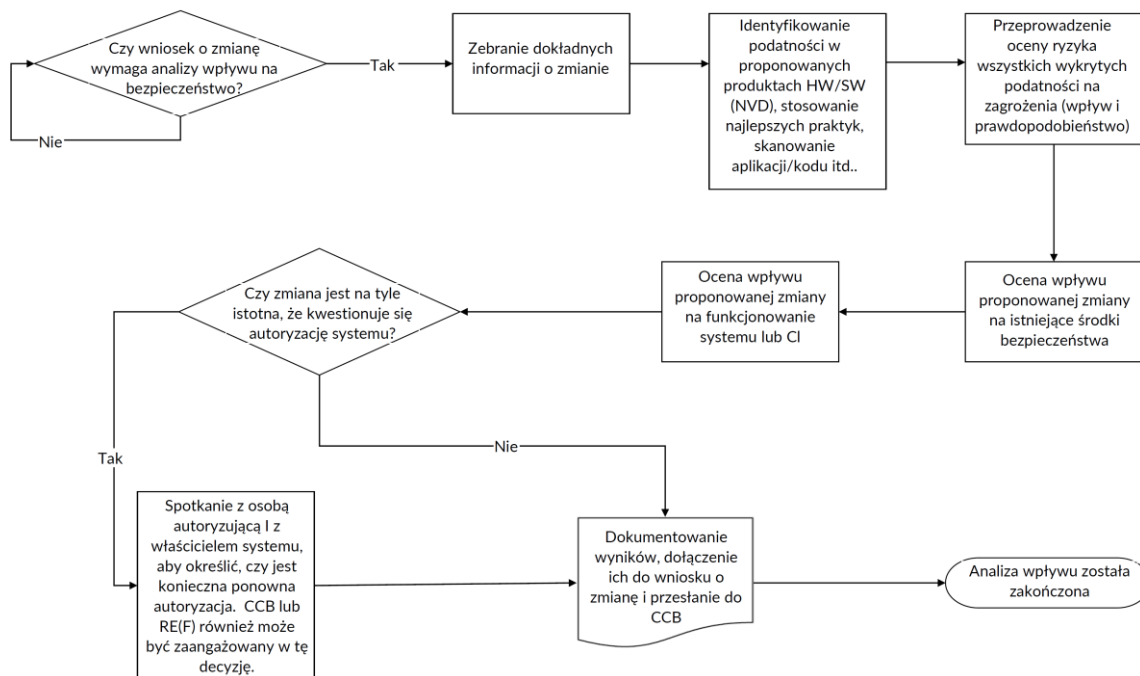 Czy wniosek o zmianę
wymaga analizy wpływu na
bezpieczeństwo?
Tak
Nie
Zebranie dokładnych
informacji o zmianie
Identyfikowanie
podatności w
proponowanych
produktach HW/SW
(NVD), stosowanie
najlepszych praktyk,
skanowanie
aplikacji/kodu itd..
Przeprowadzenie
oceny ryzyka
wszystkich wykrytych
podatności na
zagrożenia (wpływ i
prawdopodobieństwo)
Ocena wpływu
proponowanej zmiany
na istniejące środki
bezpieczeństwa
Ocena wpływu
proponowanej zmiany
na funkcjonowanie
systemu lub CI
Czy zmiana jest na tyle
istotna, że kwestionuje się
autoryzację systemu?
Nie
Tak
Spotkanie z osobą
autoryzującą I z
właścicielem systemu,
aby określić, czy jest
konieczna ponowna
autoryzacja. CCB lub
RE(F) również może
być zaangażowany w tę
decyzję.
Dokumentowanie
wyników, dołączenie
ich do wniosku o
zmianę i przesłanie do
CCB
Analiza wpływu została
zakończona